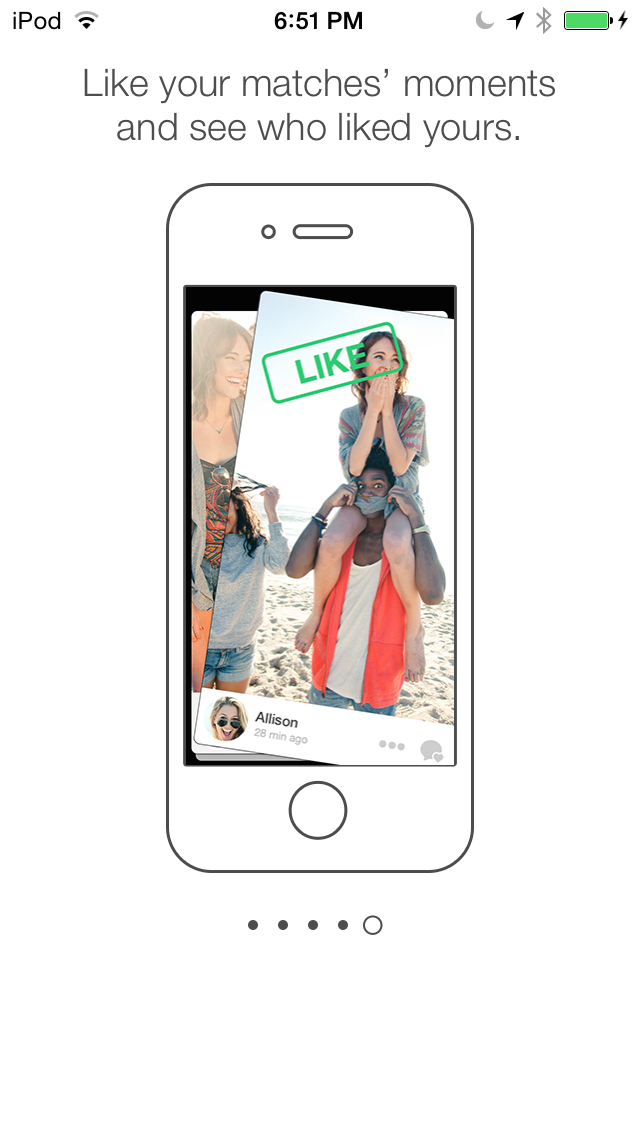 iPod 6:51 PM
Like your matches’ moments
and see who liked yours.
LIKE
Allison
28 min ago